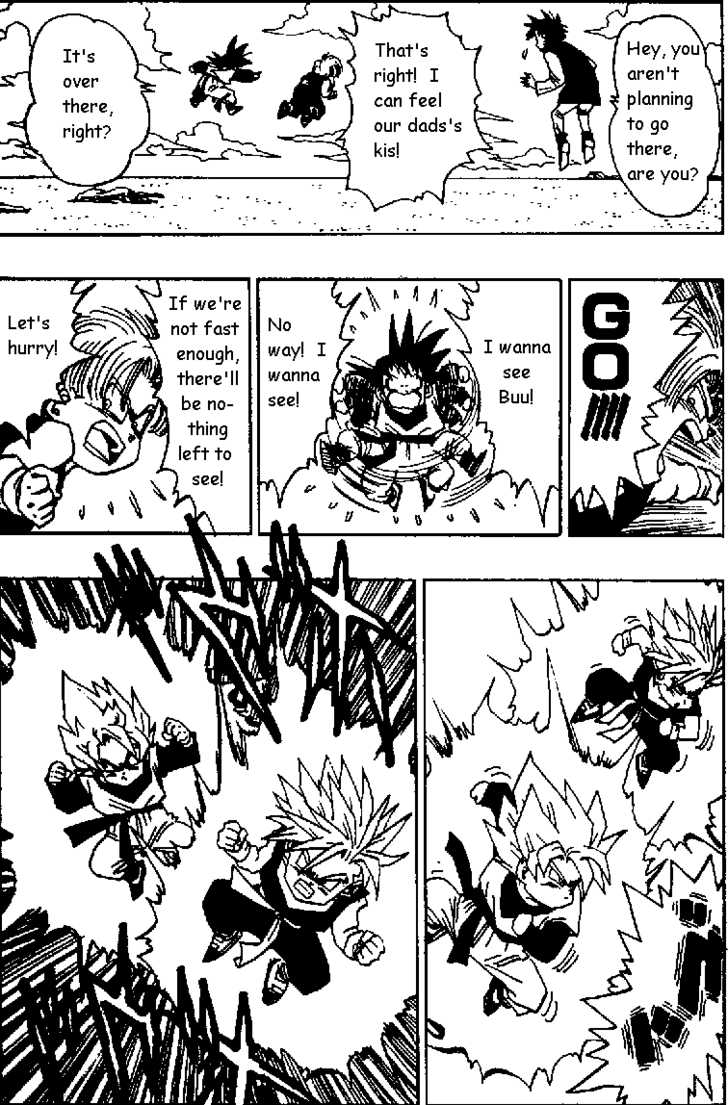 It's
over
there,
right?
That's
right! I
can feel
our dads's
kis!
Hey, you
aren't
planning
to go
there,
are you?
Let's
hurry!
If we're
not fast
enough,
there'll
be no-
thing
left to
see!
No
way! I
wanna
see!
I wanna
see
Buu!
GO